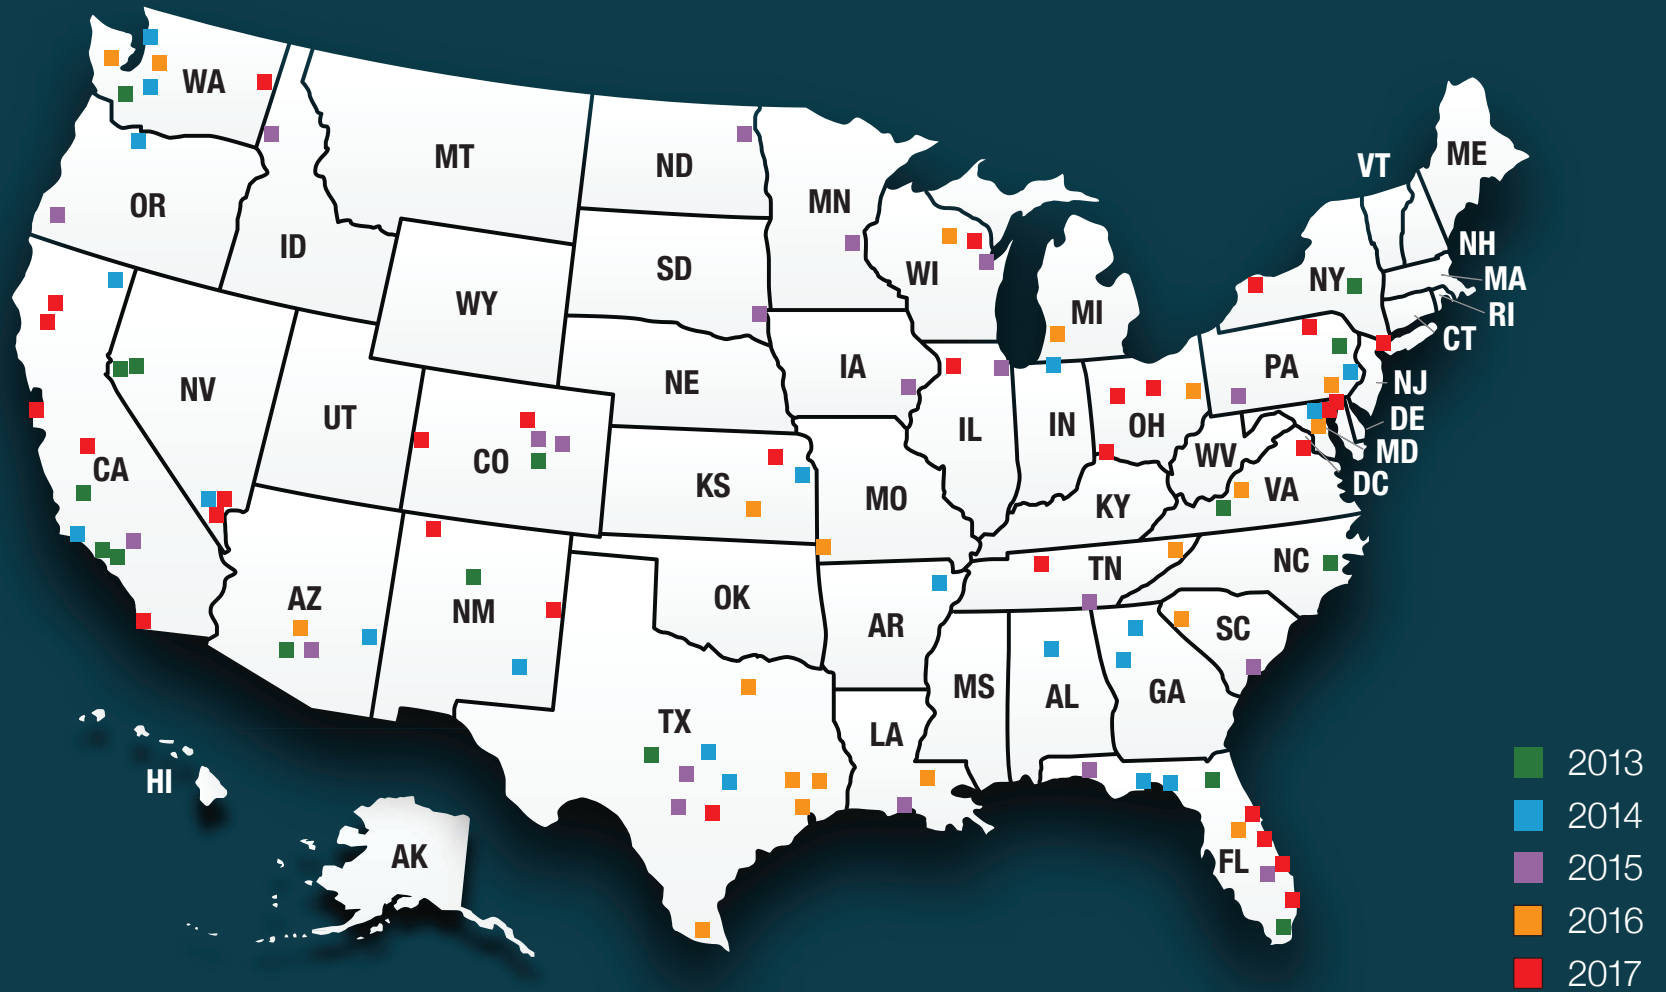 WA
MT
ND
MN
VT
ME
OR
ID
SD
WI
NH
MA
NY
MI
RI
WY
CT
IA
NE
PA
NJ
NV
UT
IL
IN
OH
DE
CO
CA
KS
MO
WV
MD
DC
KY
VA
AZ
NM
OK
TN
NC
AR
SC
TX
MS
AL
GA
LA
HI
AK
FL
2013
2014
2015
2016
2017